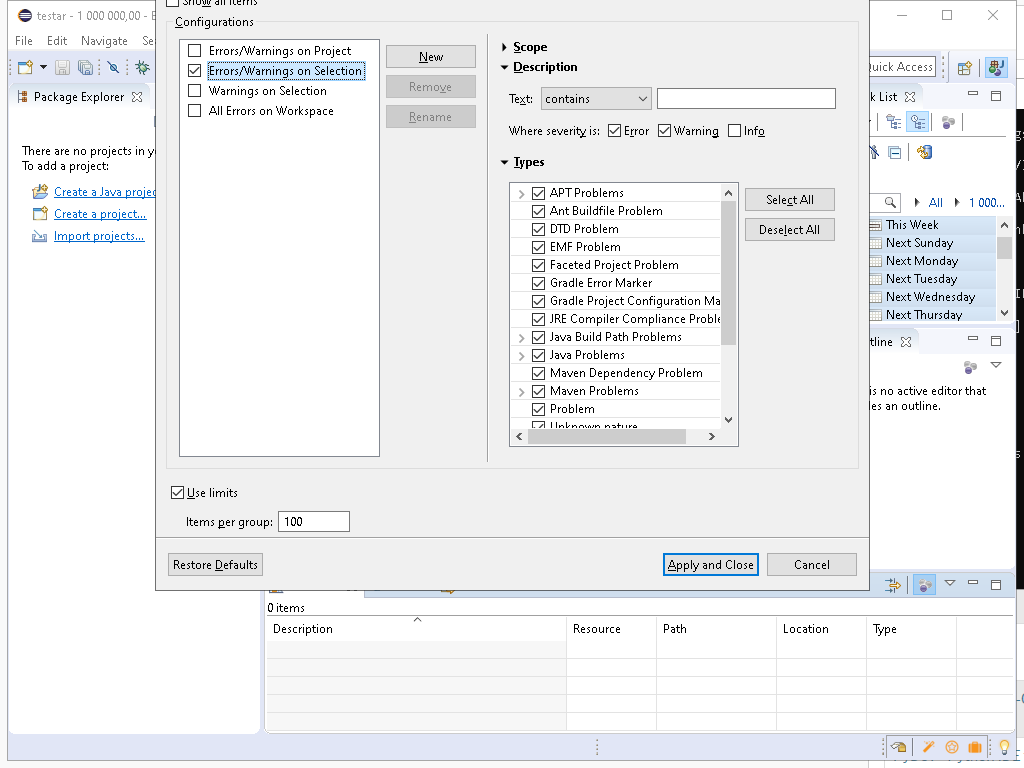 testar - 1 000 000,00 - E
Show all items
File Edit Navigate Se
Quick Access
Package Explorer
There are no projects in y
To add a project:
Create a Java projec
Create a project...
Import projects...
Configurations
Errors/Warnings on Project
Errors/Warnings on Selection
Warnings on Selection
All Errors on Workspace
New
Remove
Rename
Scope
Description
Text: contains
Where severity is: Error Warning Info
Types
APT Problems
Ant Buildfile Problem
DTD Problem
EMF Problem
Faceted Project Problem
Gradle Error Marker
Gradle Project Configuration Ma
JRE Compiler Compliance Proble
Java Build Path Problems
Java Problems
Maven Dependency Problem
Maven Problems
Problem
Unknown nature
Select All
Deselect All
Use limits
Items per group: 100
Restore Defaults
Apply and Close
Cancel
k List
All 1 000...
This Week
Next Sunday
Next Monday
Next Tuesday
Next Wednesday
Next Thursday
tline
is no active editor that
les an outline.
0 items
Description Resource Path Location Type